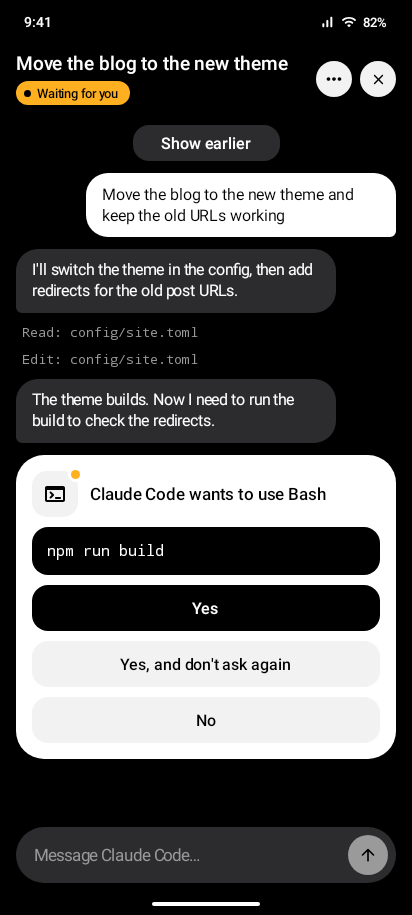 9:41
82%
Move the blog to the new theme
Waiting for you
Show earlier
Move the blog to the new theme and
keep the old URLs working
I'll switch the theme in the config, then add
redirects for the old post URLs.
Read: config/site.toml
Edit: config/site.toml
The theme builds. Now I need to run the
build to check the redirects.
Claude Code wants to use Bash
npm run build
Yes
Yes, and don't ask again
No
Message Claude Code...